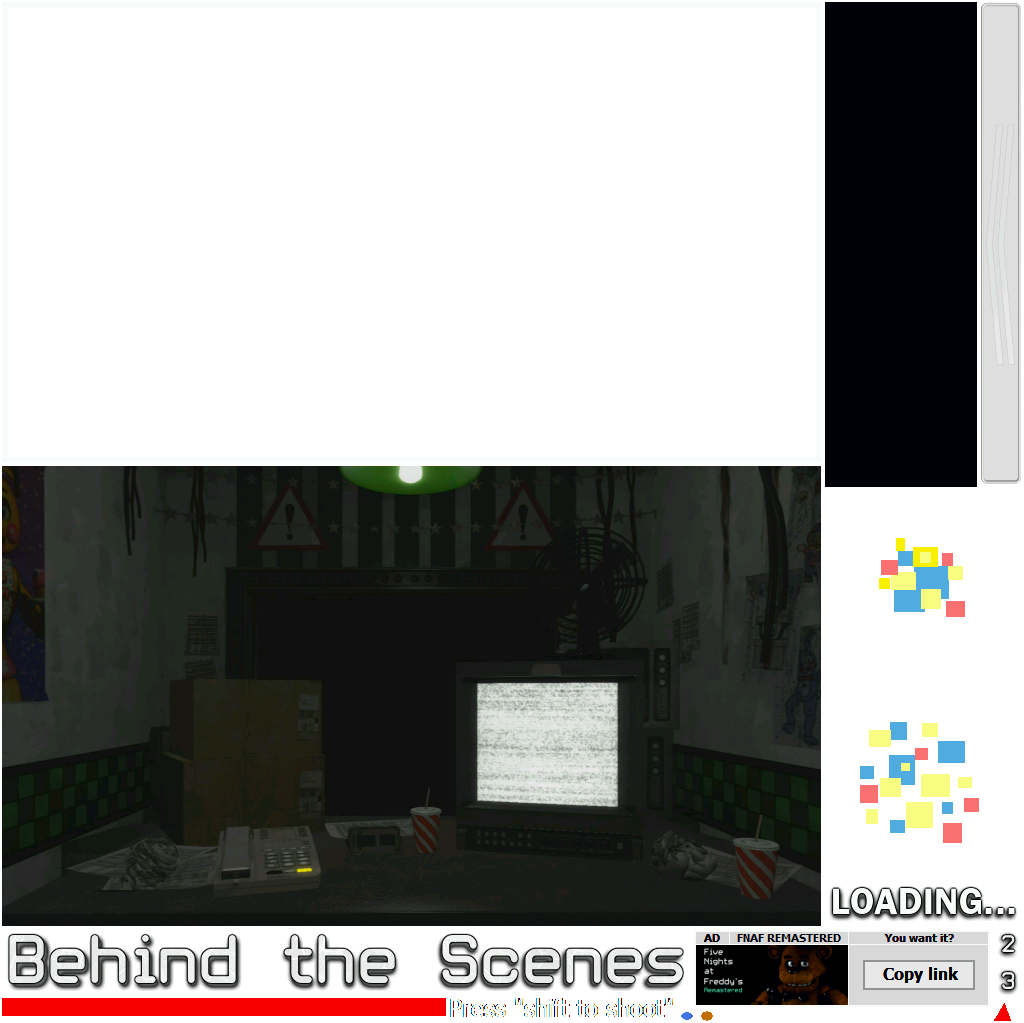 LOADING...
Behind the Scenes
AD
FNAF REMASTERED
You want it?
Five
Nights
at
Freddy's
Remastered
Copy link
2
3
Press "shift to shoot"